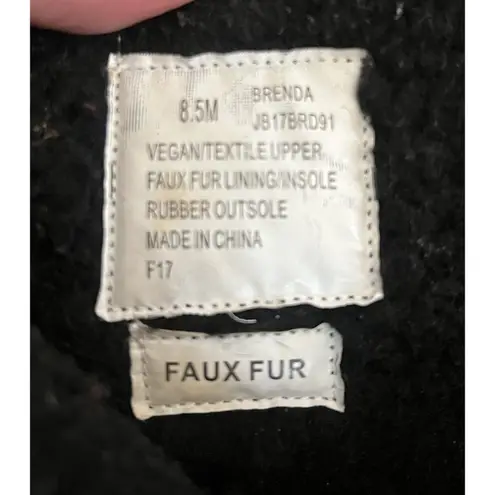 8.5M BRENDA
JB17BRD91
VEGAN/TEXTILE UPPER
FAUX FUR LINING/INSOLE
RUBBER OUTSOLE
MADE IN CHINA
F17
FAUX FUR